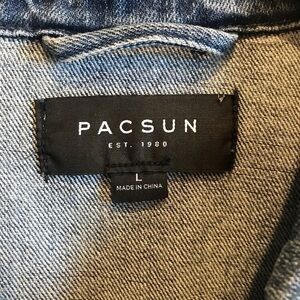 PACSUN
EST. 1980
L
MADE IN CHINA